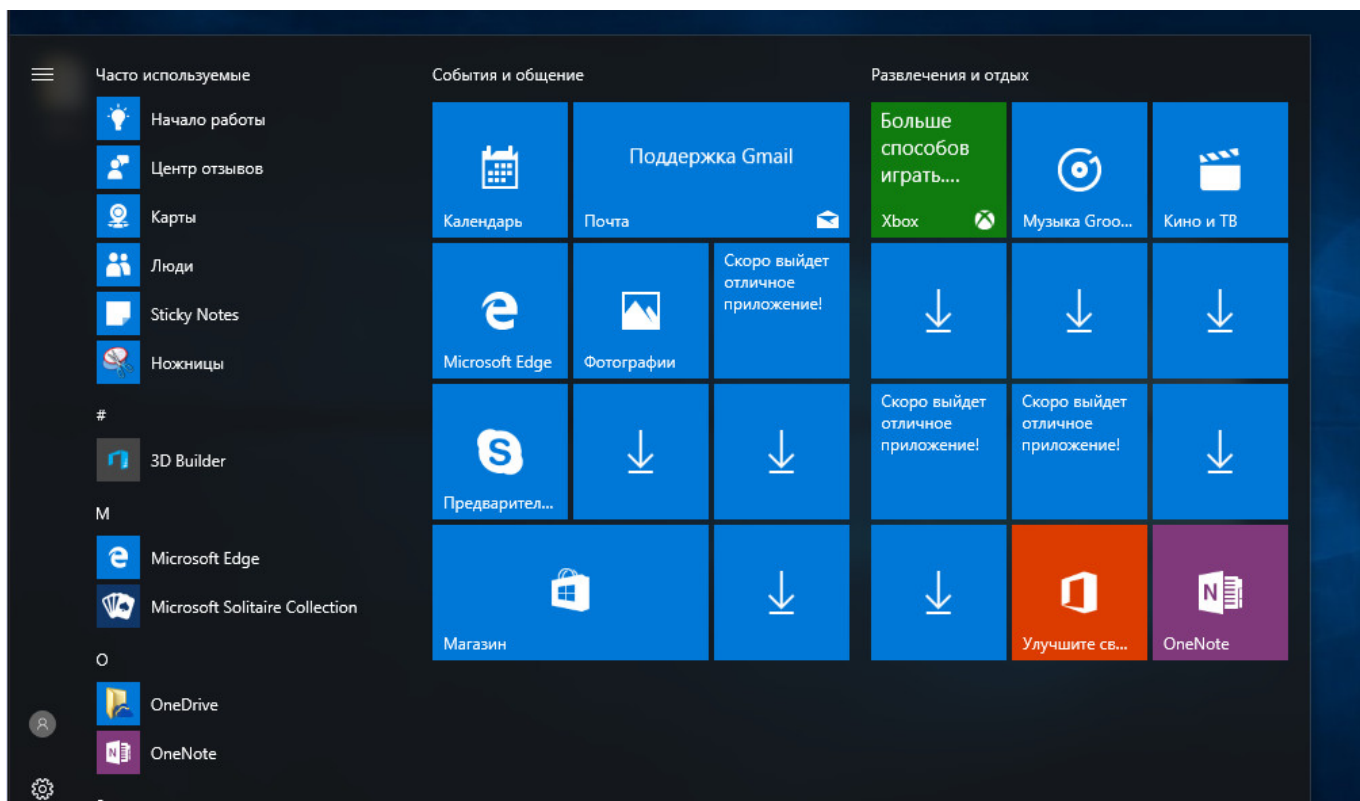 Часто используемые
Начало работы
Центр отзывов
Карты
Люди
Sticky Notes
Ножницы
#
3D Builder
M
Microsoft Edge
Microsoft Solitaire Collection
O
OneDrive
OneNote
События и общение
Календарь
Поддержка Gmail
Почта
Microsoft Edge
Фотографии
Скоро выйдет
отличное
приложение!
Предварител...
Магазин
Развлечения и отдых
Больше
способов
играть....
Xbox
Музыка Groo...
Кино и ТВ
Скоро выйдет
отличное
приложение!
Скоро выйдет
отличное
приложение!
Улучшите св...
OneNote